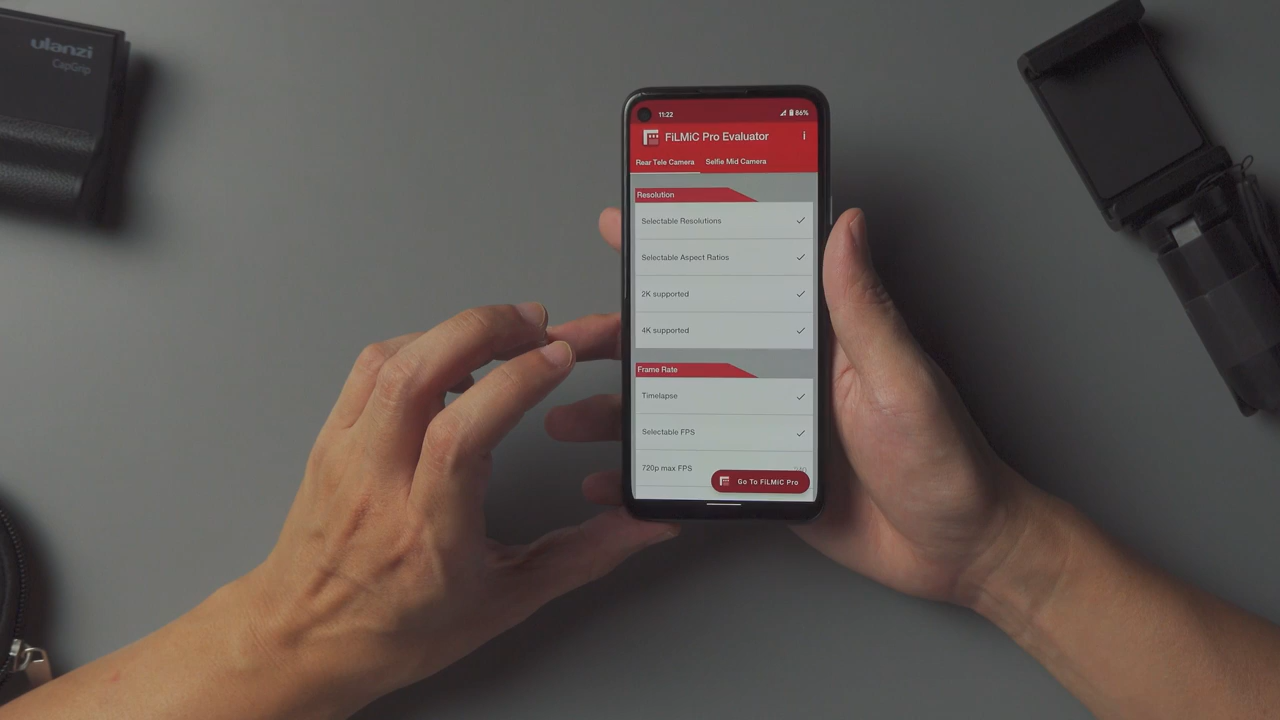 ulanzi
CapGrip
11:22
86%
FiLMiC Pro Evaluator
Rear Tele Camera
Selfie Mid Camera
Resolution
Selectable Resolutions
Selectable Aspect Ratios
2K supported
4K supported
Frame Rate
Timelapse
Selectable FPS
720p max FPS
Go To FiLMiC Pro